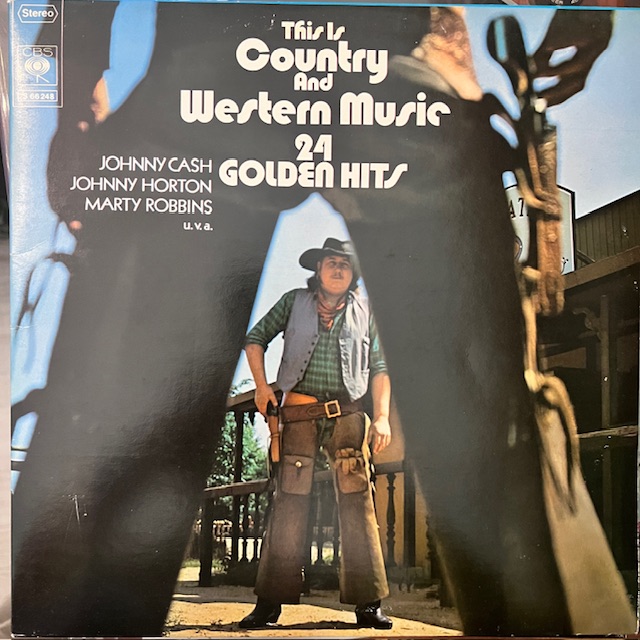 Stereo
CBS
S 66 248
This Is
Country
And
Western Music
24
GOLDEN HITS
JOHNNY CASH
JOHNNY HORTON
MARTY ROBBINS
u.v.a.